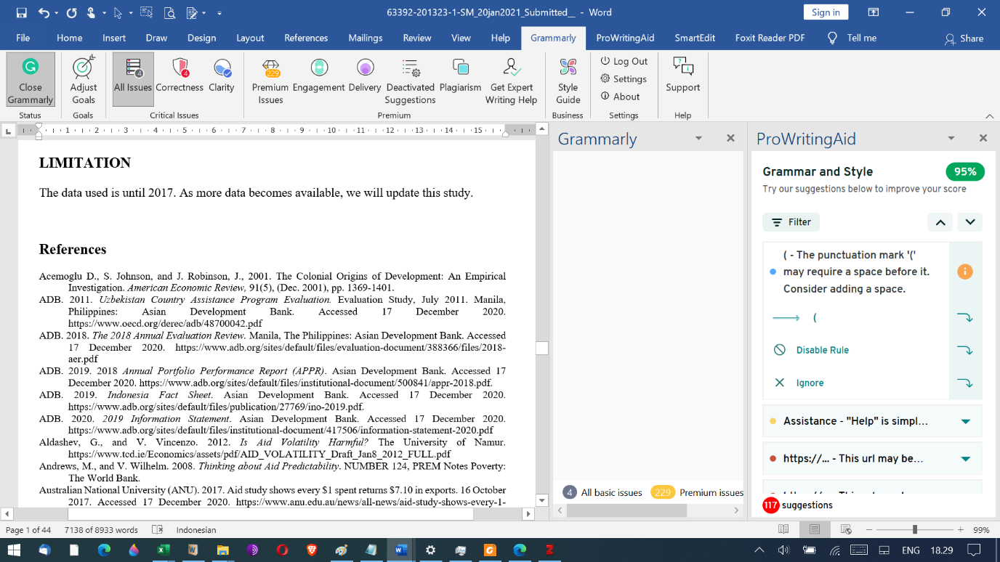 63392-201323-1-SM_20jan2021_Submitted__ - Word
Sign in
File Home Insert Draw Design Layout References Mailings Review View Help Grammarly ProWritingAid SmartEdit Foxit Reader PDF Tell me Share
Close Grammarly
Status
Adjust Goals
Goals
All Issues 4
Correctness 4
Clarity
Critical Issues
Premium Issues 229
Engagement
Delivery
Deactivated Suggestions
Plagiarism
Get Expert Writing Help
Premium
Style Guide
Business
Log Out
Settings
About
Settings
Support
Help
1 2 3 4 5 6 7 8 9 10 11 12 13 14 15
LIMITATION
The data used is until 2017. As more data becomes available, we will update this study.
References
Acemoglu D., S. Johnson, and J. Robinson, J., 2001. The Colonial Origins of Development: An Empirical
Investigation. American Economic Review, 91(5), (Dec. 2001), pp. 1369-1401.
ADB. 2011. Uzbekistan Country Assistance Program Evaluation. Evaluation Study, July 2011. Manila,
Philippines: Asian Development Bank. Accessed 17 December 2020.
https://www.oecd.org/derec/adb/48700042.pdf
ADB. 2018. The 2018 Annual Evaluation Review. Manila, The Philippines: Asian Development Bank. Accessed
17 December 2020. https://www.adb.org/sites/default/files/evaluation-document/388366/files/2018-
aer.pdf
ADB. 2019. 2018 Annual Portfolio Performance Report (APPR). Asian Development Bank. Accessed 17
December 2020. https://www.adb.org/sites/default/files/institutional-document/500841/appr-2018.pdf.
ADB. 2019. Indonesia Fact Sheet. Asian Development Bank. Accessed 17 December 2020.
https://www.adb.org/sites/default/files/publication/27769/ino-2019.pdf.
ADB. 2020. 2019 Information Statement. Asian Development Bank. Accessed 17 December 2020.
https://www.adb.org/sites/default/files/institutional-document/417506/information-statement-2020.pdf
Aldashev, G., and V. Vincenzo. 2012. Is Aid Volatility Harmful? The University of Namur.
https://www.tcd.ie/Economics/assets/pdf/AID_VOLATILITY_Draft_Jan8_2012_FULL.pdf
Andrews, M., and V. Wilhelm. 2008. Thinking about Aid Predictability. NUMBER 124, PREM Notes Poverty:
The World Bank.
Australian National University (ANU). 2017. Aid study shows every $1 spent returns $7.10 in exports. 16 October
2017. Accessed 17 December 2020. https://www.anu.edu.au/news/all-news/aid-study-shows-every-1-
Grammarly
4 All basic issues 229 Premium issues
ProWritingAid
Grammar and Style 95%
Try our suggestions below to improve your score
Filter
( - The punctuation mark '('
may require a space before it.
Consider adding a space.
(
Disable Rule
Ignore
Assistance - "Help" is simpl...
https://... - This url may be...
117 suggestions
Page 1 of 44 7138 of 8933 words Indonesian 99%
ENG 18.29